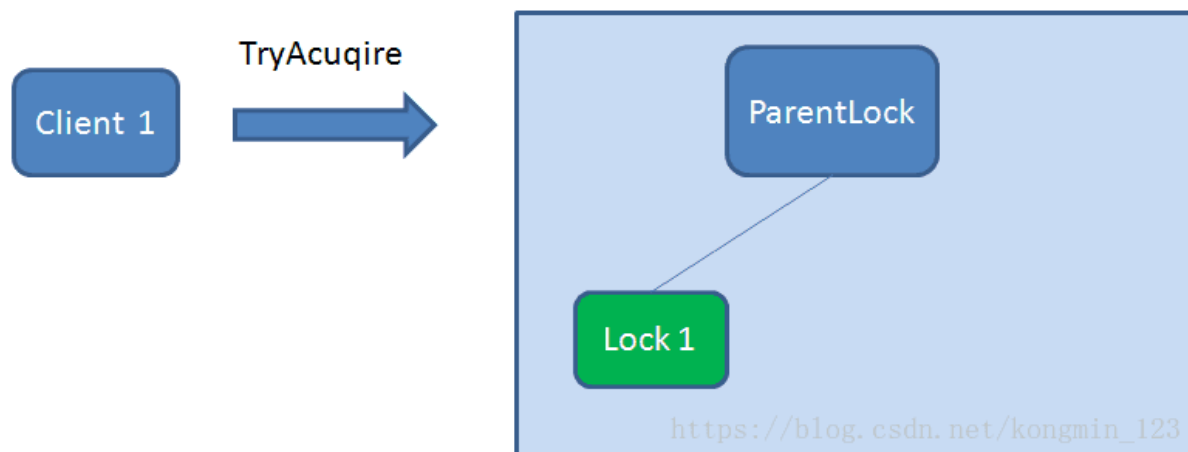 TryAcuqire
Client 1
ParentLock
Lock 1
https://blog.csdn.net/kongmin_123